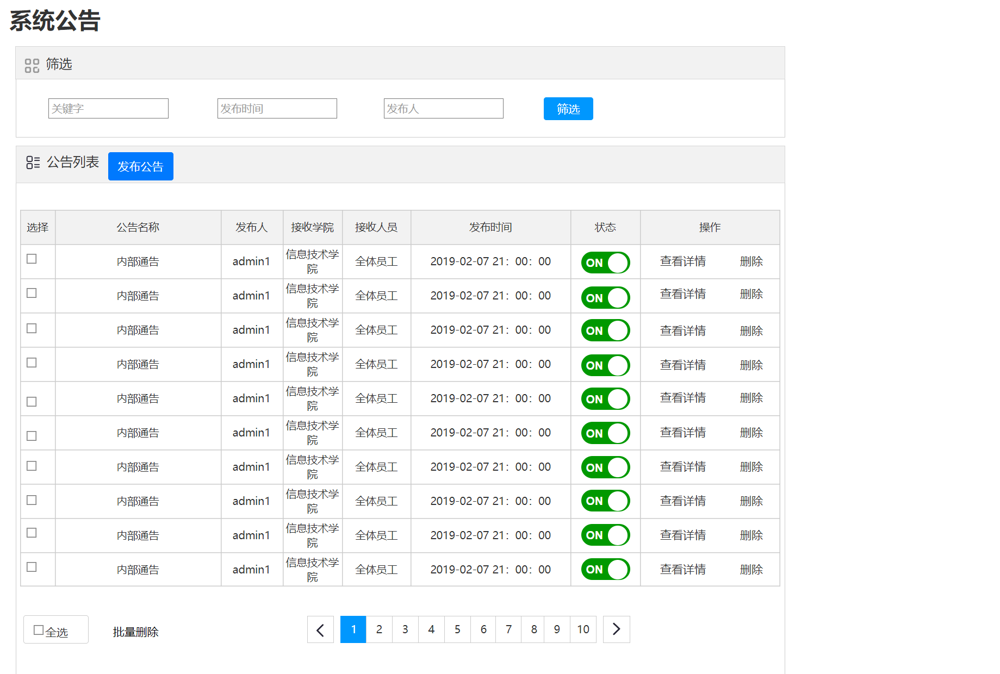 系统公告
筛选
关键字 发布时间 发布人 筛选
公告列表 发布公告
选择 公告名称 发布人 接收学院 接收人员 发布时间 状态 操作
内部通告 admin1 信息技术学院 全体员工 2019-02-07 21：00：00 ON 查看详情 删除
内部通告 admin1 信息技术学院 全体员工 2019-02-07 21：00：00 ON 查看详情 删除
内部通告 admin1 信息技术学院 全体员工 2019-02-07 21：00：00 ON 查看详情 删除
内部通告 admin1 信息技术学院 全体员工 2019-02-07 21：00：00 ON 查看详情 删除
内部通告 admin1 信息技术学院 全体员工 2019-02-07 21：00：00 ON 查看详情 删除
内部通告 admin1 信息技术学院 全体员工 2019-02-07 21：00：00 ON 查看详情 删除
内部通告 admin1 信息技术学院 全体员工 2019-02-07 21：00：00 ON 查看详情 删除
内部通告 admin1 信息技术学院 全体员工 2019-02-07 21：00：00 ON 查看详情 删除
内部通告 admin1 信息技术学院 全体员工 2019-02-07 21：00：00 ON 查看详情 删除
内部通告 admin1 信息技术学院 全体员工 2019-02-07 21：00：00 ON 查看详情 删除
全选 批量删除 1 2 3 4 5 6 7 8 9 10